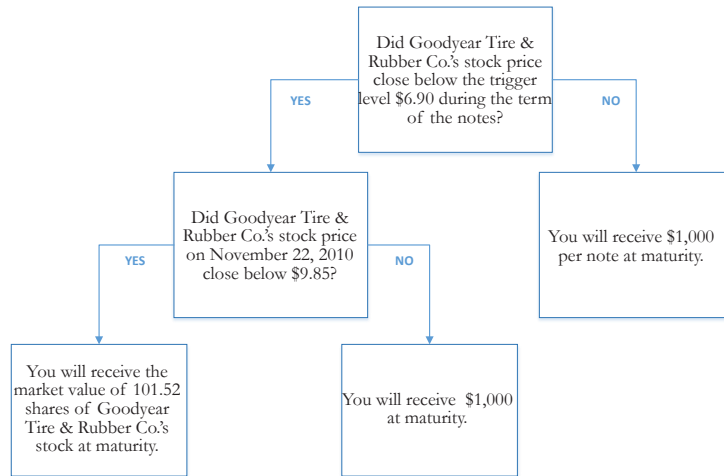 Did Goodyear Tire &
Rubber Co.'s stock price
close below the trigger
level $6.90 during the term
of the notes?
YES
NO
Did Goodyear Tire &
Rubber Co.'s stock price
on November 22, 2010
close below $9.85?
You will receive $1,000
per note at maturity.
YES
NO
You will receive the
market value of 101.52
shares of Goodyear
Tire & Rubber Co.'s
stock at maturity.
You will receive $1,000
at maturity.